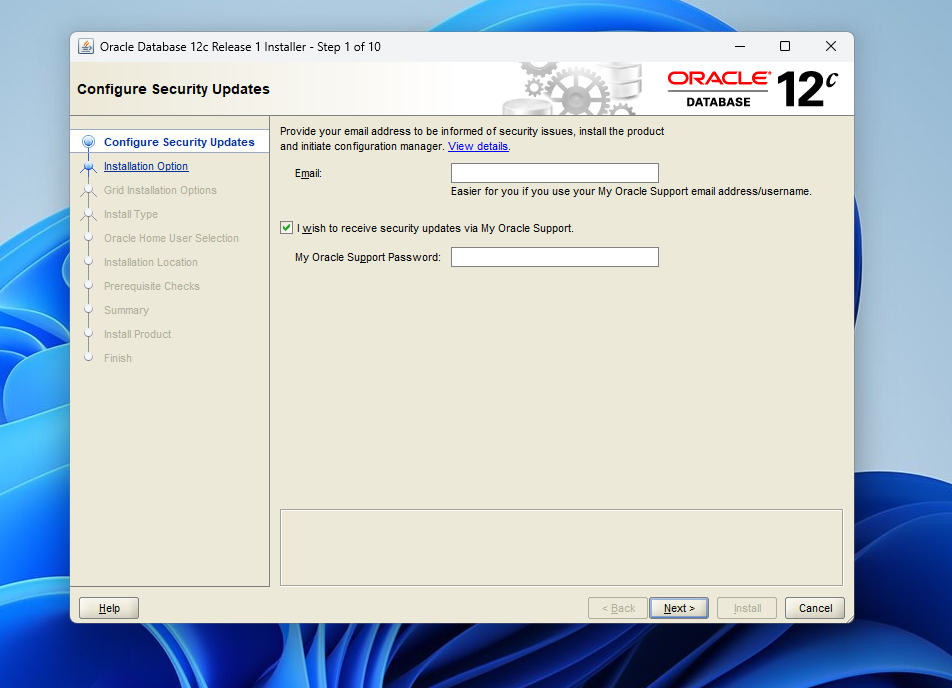 Oracle Database 12c Release 1 Installer - Step 1 of 10
Configure Security Updates
ORACLE®
DATABASE
12c
Configure Security Updates
Installation Option
Grid Installation Options
Install Type
Oracle Home User Selection
Installation Location
Prerequisite Checks
Summary
Install Product
Finish
Provide your email address to be informed of security issues, install the product
and initiate configuration manager. View details.
Email:
Easier for you if you use your My Oracle Support email address/username.
I wish to receive security updates via My Oracle Support.
My Oracle Support Password:
Help
< Back
Next >
Install
Cancel